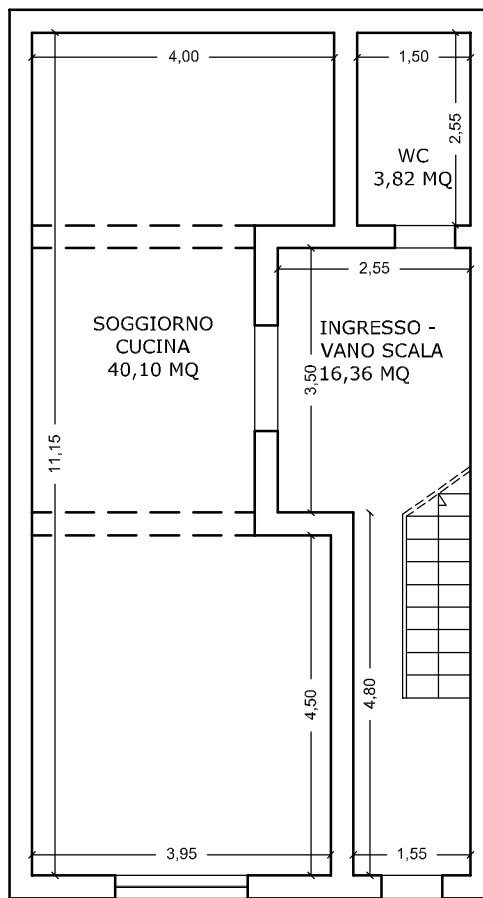 4,00
1,50
2,55
WC
3,82 MQ
2,55
SOGGIORNO
CUCINA
40,10 MQ
INGRESSO -
VANO SCALA
16,36 MQ
3,50
11,15
4,50
4,80
3,95
1,55